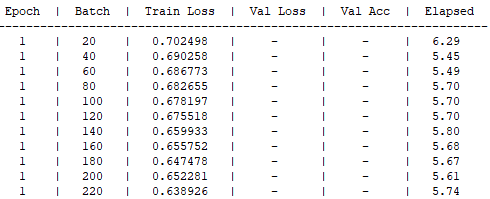 Epoch | Batch | Train Loss | Val Loss | Val Acc | Elapsed
----------------------------------------------------------------------
1 | 20 | 0.702498 | - | - | 6.29
1 | 40 | 0.690258 | - | - | 5.45
1 | 60 | 0.686773 | - | - | 5.49
1 | 80 | 0.682655 | - | - | 5.70
1 | 100 | 0.678197 | - | - | 5.70
1 | 120 | 0.675518 | - | - | 5.70
1 | 140 | 0.659933 | - | - | 5.80
1 | 160 | 0.655752 | - | - | 5.68
1 | 180 | 0.647478 | - | - | 5.67
1 | 200 | 0.652281 | - | - | 5.61
1 | 220 | 0.638926 | - | - | 5.74